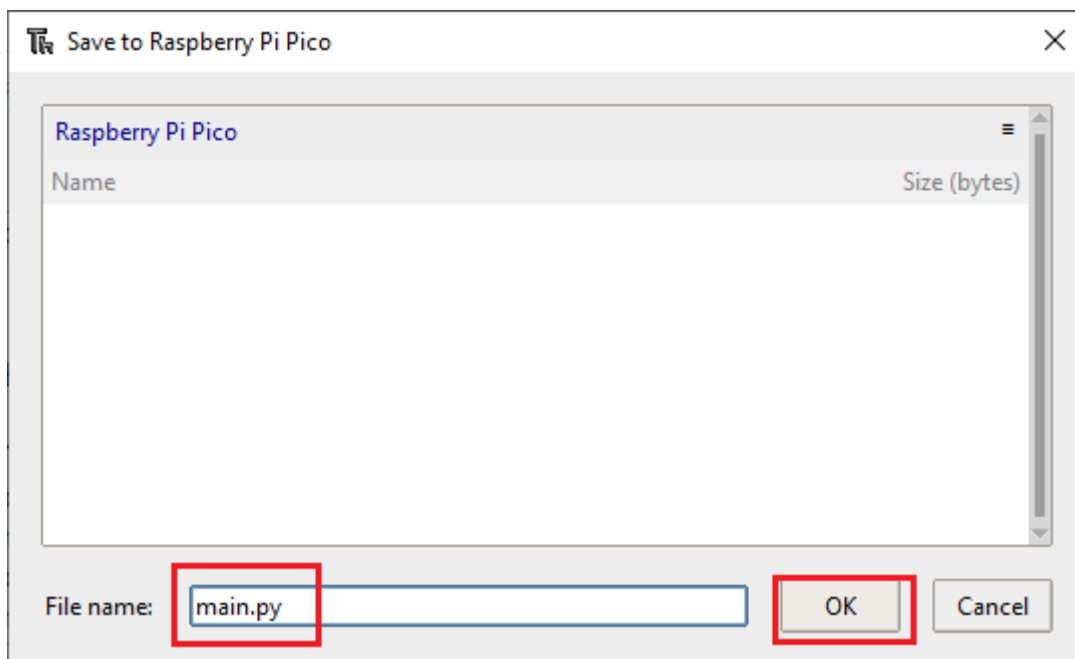 Save to Raspberry Pi Pico
Raspberry Pi Pico
Name Size (bytes)
File name: main.py OK Cancel